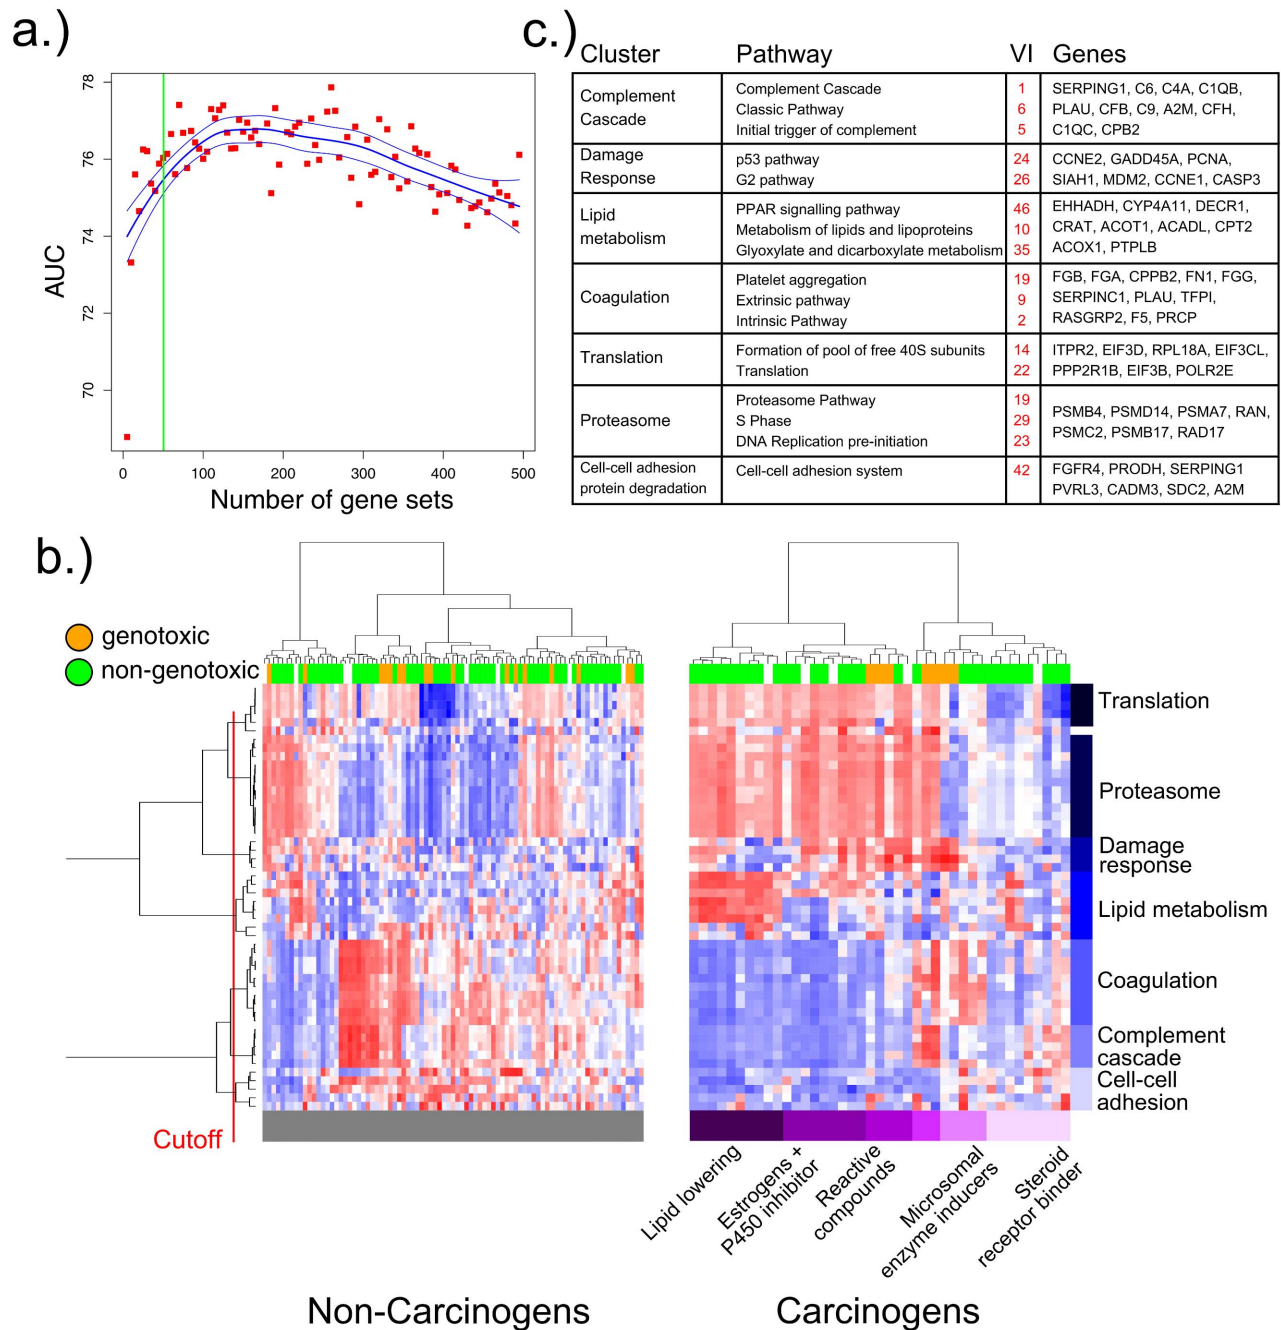 a.)
78
76
74
72
70
AUC
0
100
200
300
400
500
Number of gene sets
c.)
Cluster Pathway VI Genes
Complement
Cascade
Complement Cascade 1
Classic Pathway 6
Initial trigger of complement 5
SERPING1, C6, C4A, C1QB,
PLAU, CFB, C9, A2M, CFH,
C1QC, CPB2
Damage
Response
p53 pathway 24
G2 pathway 26
CCNE2, GADD45A, PCNA,
SIAH1, MDM2, CCNE1, CASP3
Lipid
metabolism
PPAR signalling pathway 46
Metabolism of lipids and lipoproteins 10
Glyoxylate and dicarboxylate metabolism 35
EHHADH, CYP4A11, DECR1,
CRAT, ACOT1, ACADL, CPT2
ACOX1, PTPLB
Coagulation
Platelet aggregation 19
Extrinsic pathway 9
Intrinsic Pathway 2
FGB, FGA, CPPB2, FN1, FGG,
SERPINC1, PLAU, TFPI,
RASGRP2, F5, PRCP
Translation
Formation of pool of free 40S subunits 14
Translation 22
ITPR2, EIF3D, RPL18A, EIF3CL,
PPP2R1B, EIF3B, POLR2E
Proteasome
Proteasome Pathway 19
S Phase 29
DNA Replication pre-initiation 23
PSMB4, PSMD14, PSMA7, RAN,
PSMC2, PSMB17, RAD17
Cell-cell adhesion
protein degradation
Cell-cell adhesion system 42
FGFR4, PRODH, SERPING1
PVRL3, CADM3, SDC2, A2M
b.)
genotoxic
non-genotoxic
Cutoff
Translation
Proteasome
Damage
response
Lipid metabolism
Coagulation
Complement
cascade
Cell-cell
adhesion
Lipid lowering
Estrogens +
P450 inhibitor
Reactive
compounds
Microsomal
enzyme inducers
Steroid
receptor binder
Non-Carcinogens
Carcinogens